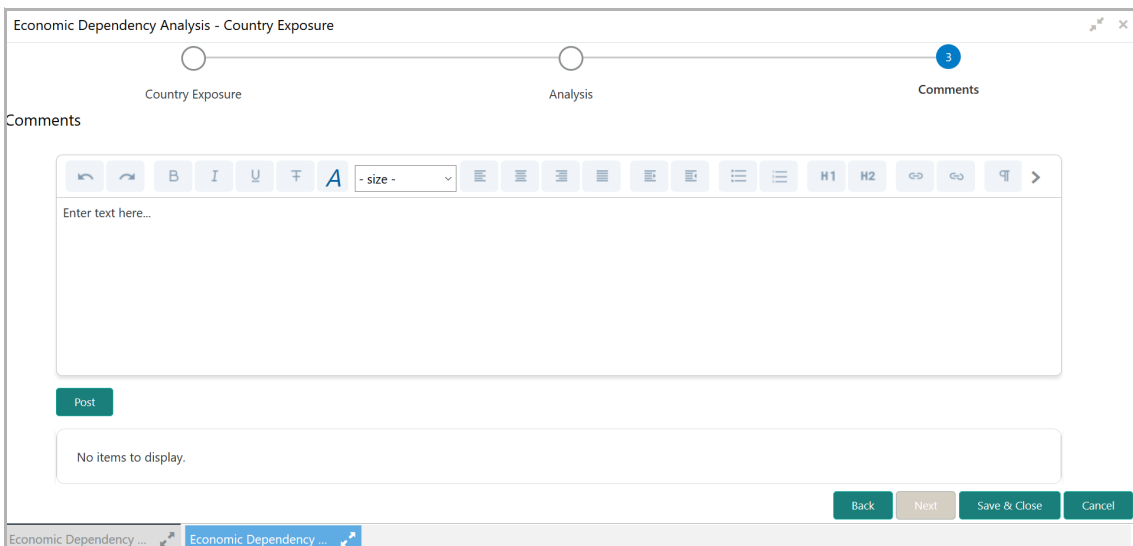 Economic Dependency Analysis - Country Exposure
3
Country Exposure
Analysis
Comments
Comments
B I U T A - size - H1 H2 ¶
Enter text here...
Post
No items to display.
Back Next Save & Close Cancel
Economic Dependency ... Economic Dependency ...